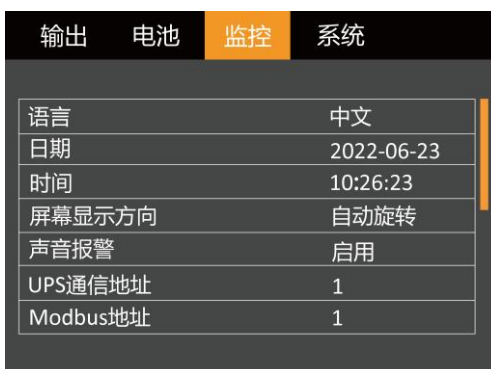 输出 电池 监控 系统
语言 中文
日期 2022-06-23
时间 10:26:23
屏幕显示方向 自动旋转
声音报警 启用
UPS通信地址 1
Modbus地址 1